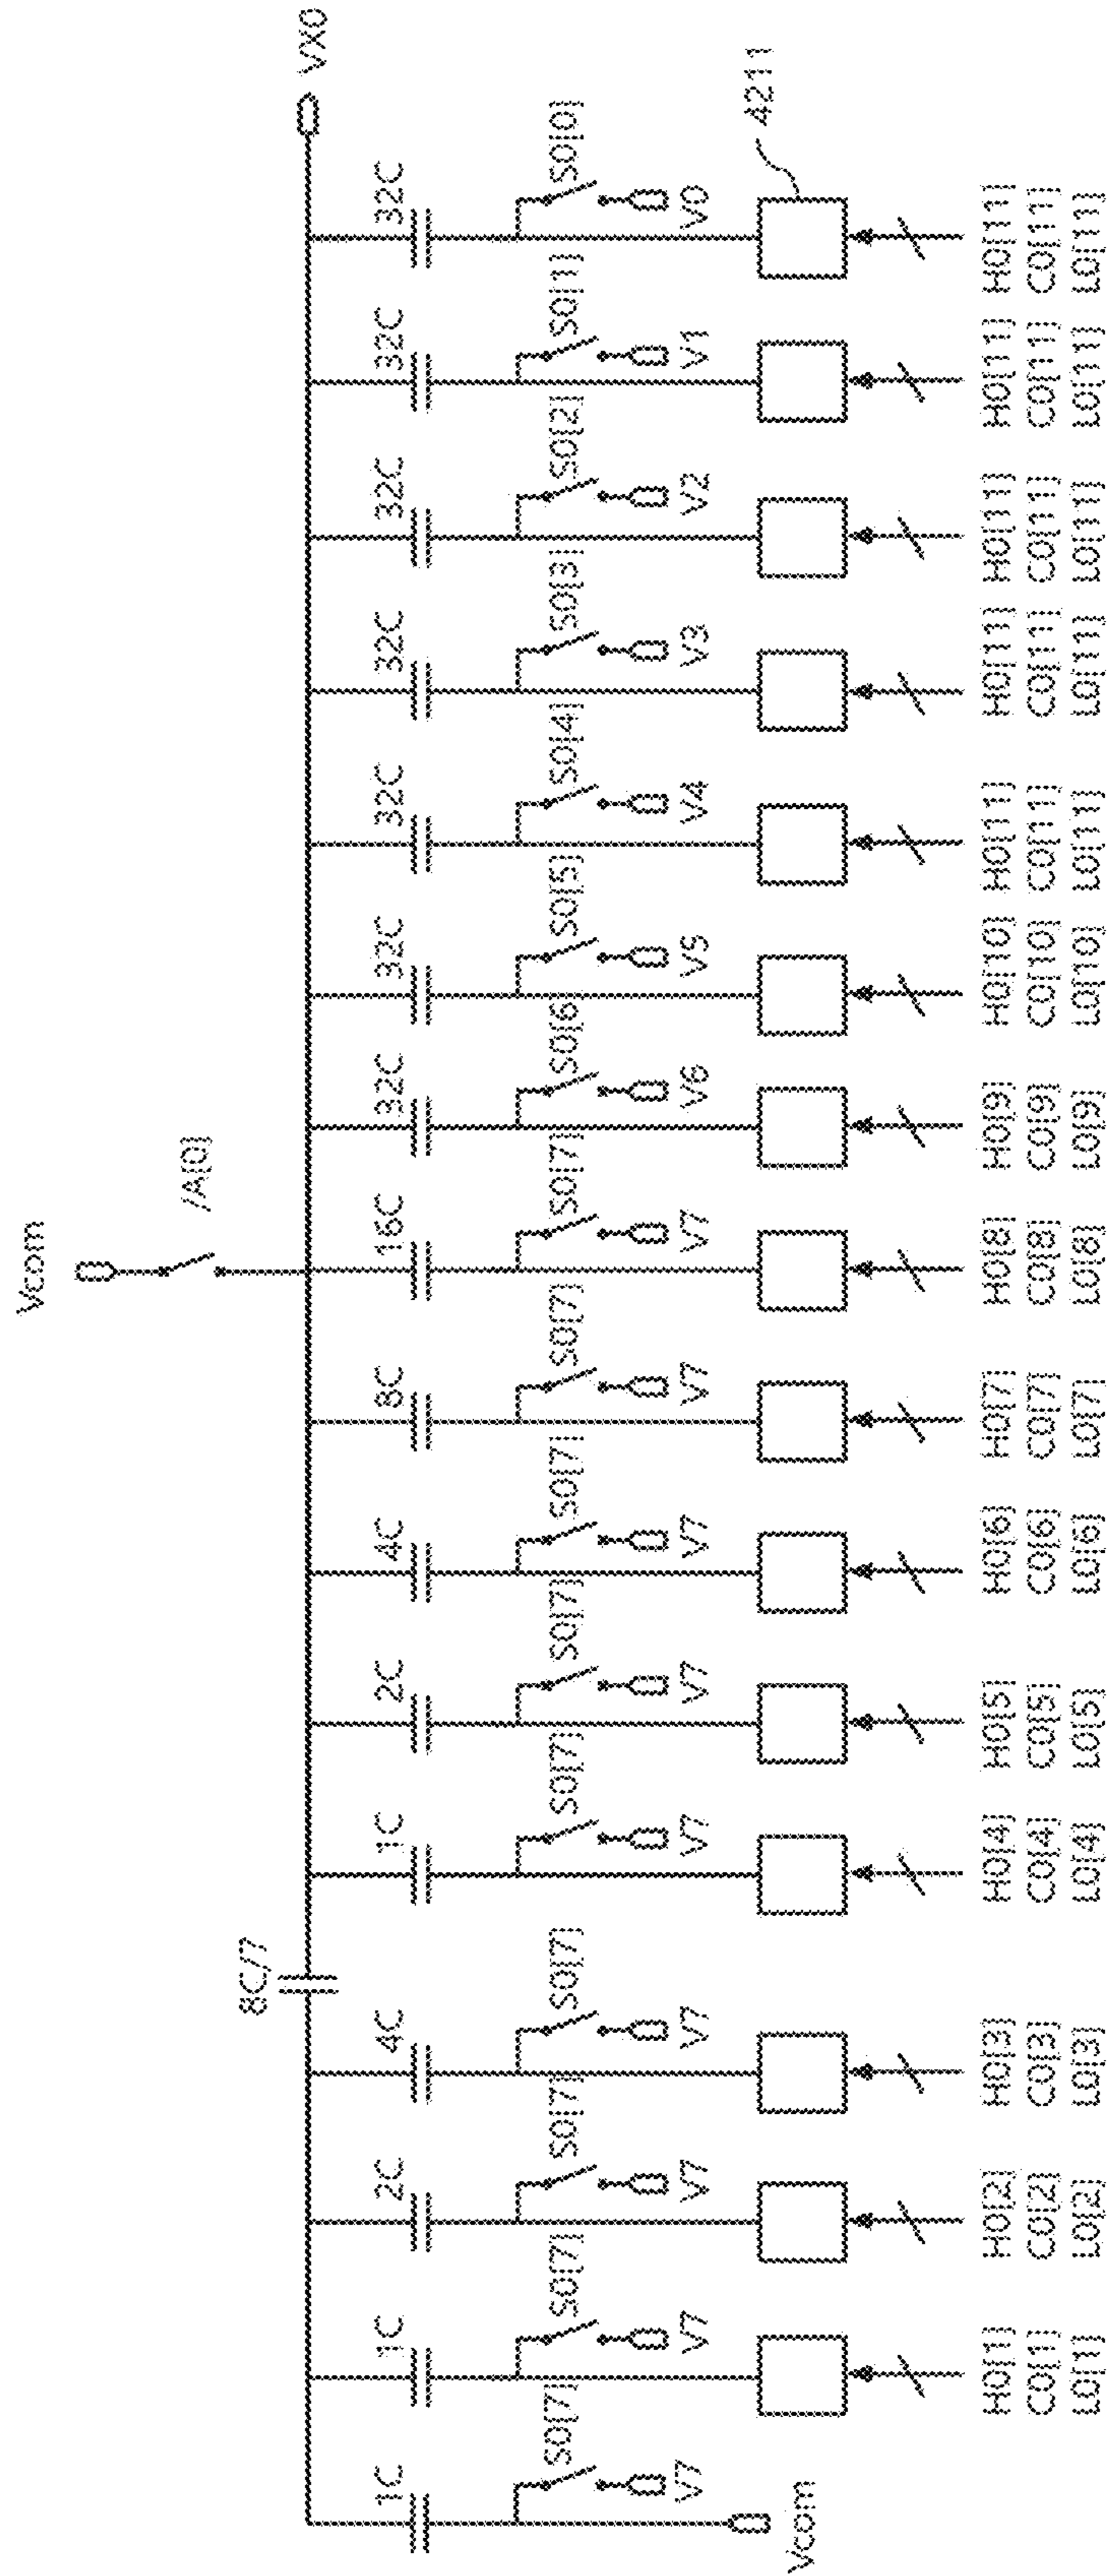 Vcom
/A[0]
8C/7
VX0
1C 1C 2C 4C 1C 2C 4C 8C 16C 32C 32C 32C 32C 32C 32C 32C
S0[7] S0[7] S0[7] S0[7] S0[7] S0[7] S0[7] S0[7] S0[7] S0[6] S0[5] S0[4] S0[3] S0[2] S0[1] S0[0]
V7 V7 V7 V7 V7 V7 V7 V7 V7 V6 V5 V4 V3 V2 V1 V0
4211
Vcom
H0[1] H0[2] H0[3] H0[4] H0[5] H0[6] H0[7] H0[8] H0[9] H0[10] H0[11] H0[11] H0[11] H0[11] H0[11]
C0[1] C0[2] C0[3] C0[4] C0[5] C0[6] C0[7] C0[8] C0[9] C0[10] C0[11] C0[11] C0[11] C0[11] C0[11]
L0[1] L0[2] L0[3] L0[4] L0[5] L0[6] L0[7] L0[8] L0[9] L0[10] L0[11] L0[11] L0[11] L0[11] L0[11]